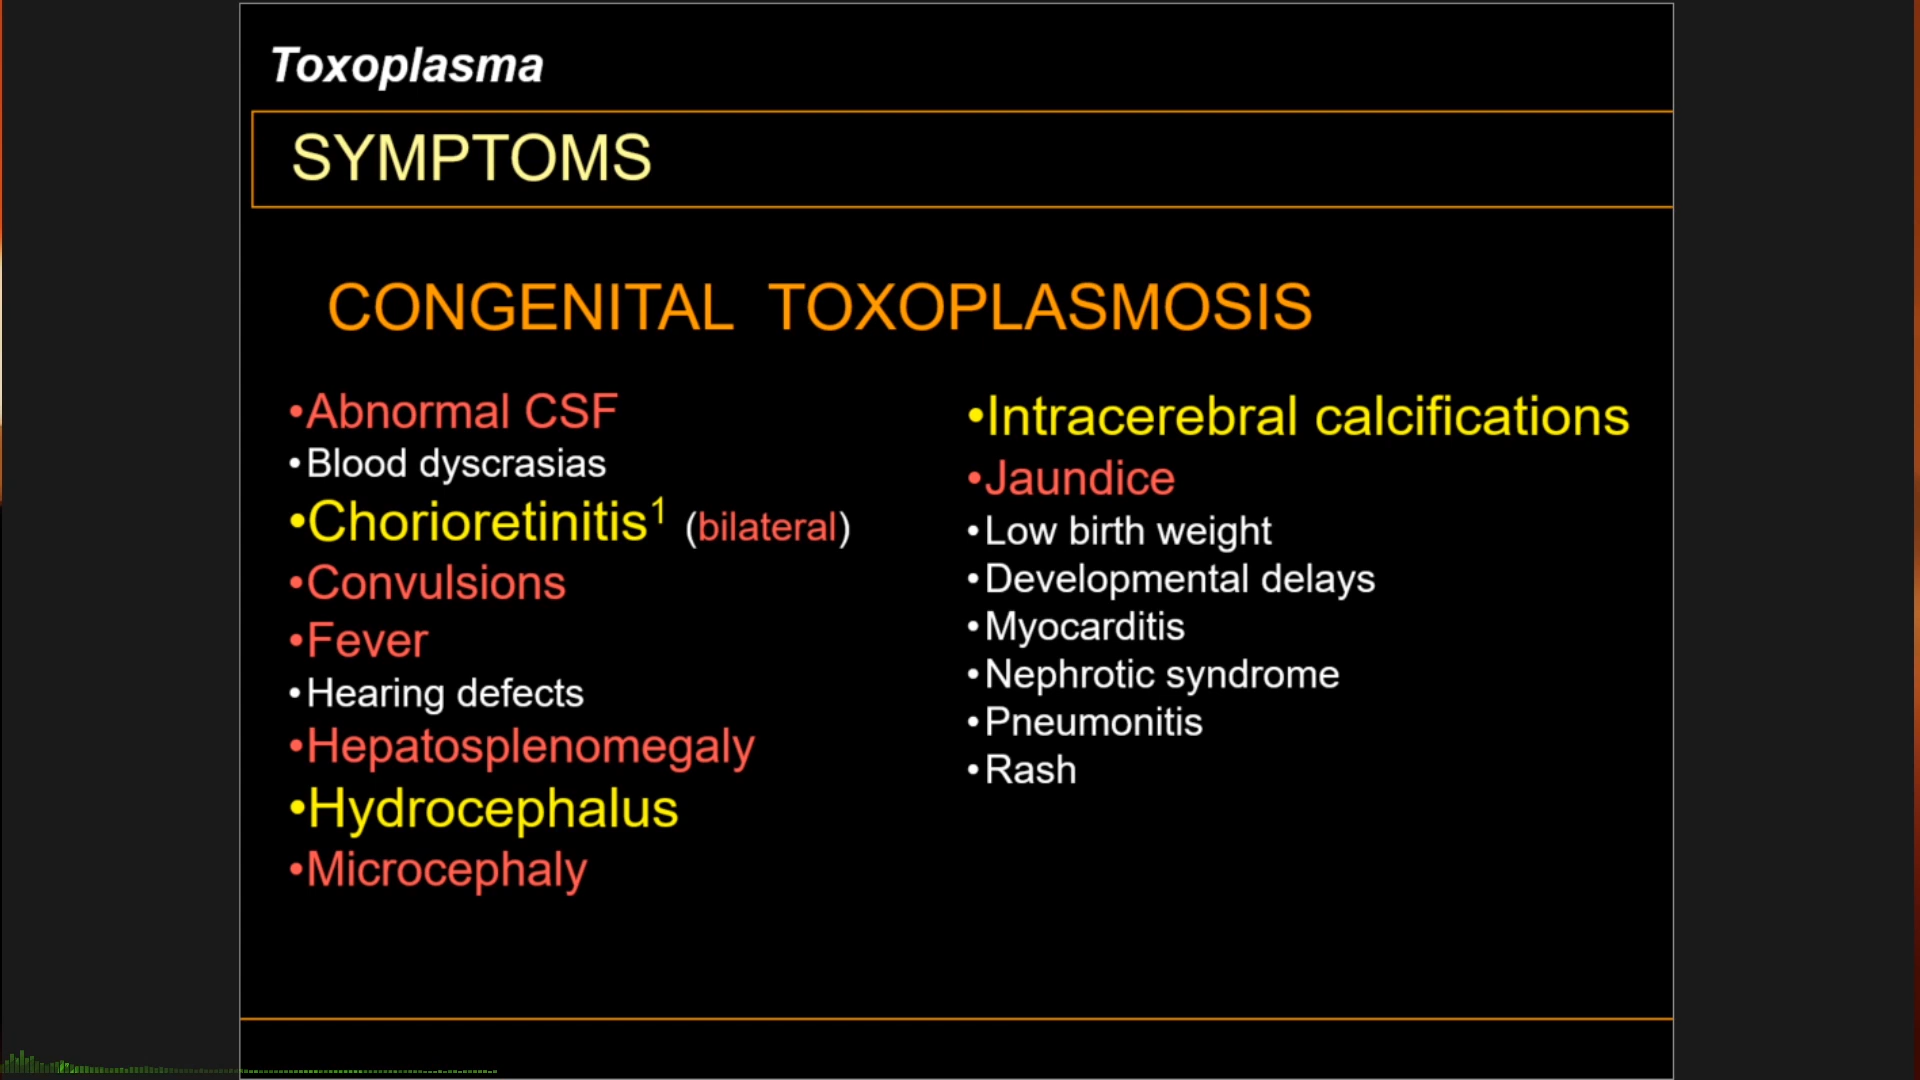 Toxoplasma
SYMPTOMS
CONGENITAL TOXOPLASMOSIS
•Abnormal CSF
•Blood dyscrasias
•Chorioretinitis¹ (bilateral)
•Convulsions
•Fever
•Hearing defects
•Hepatosplenomegaly
•Hydrocephalus
•Microcephaly
•Intracerebral calcifications
•Jaundice
•Low birth weight
•Developmental delays
•Myocarditis
•Nephrotic syndrome
•Pneumonitis
•Rash